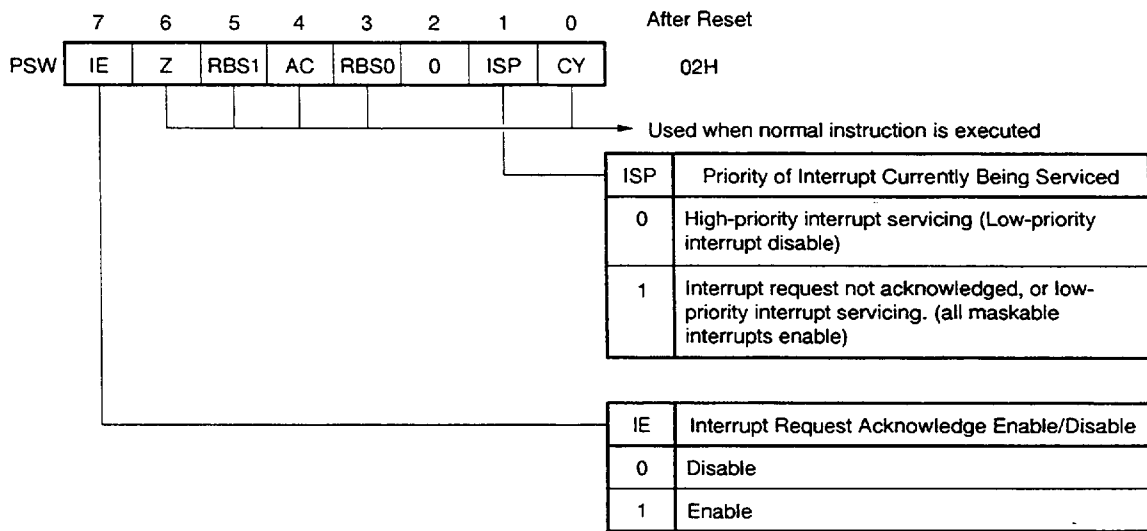 7 6 5 4 3 2 1 0 After Reset
PSW IE Z RBS1 AC RBS0 0 ISP CY 02H
Used when normal instruction is executed
ISP Priority of Interrupt Currently Being Serviced
0 High-priority interrupt servicing (Low-priority
interrupt disable)
1 Interrupt request not acknowledged, or low-
priority interrupt servicing. (all maskable
interrupts enable)
IE Interrupt Request Acknowledge Enable/Disable
0 Disable
1 Enable